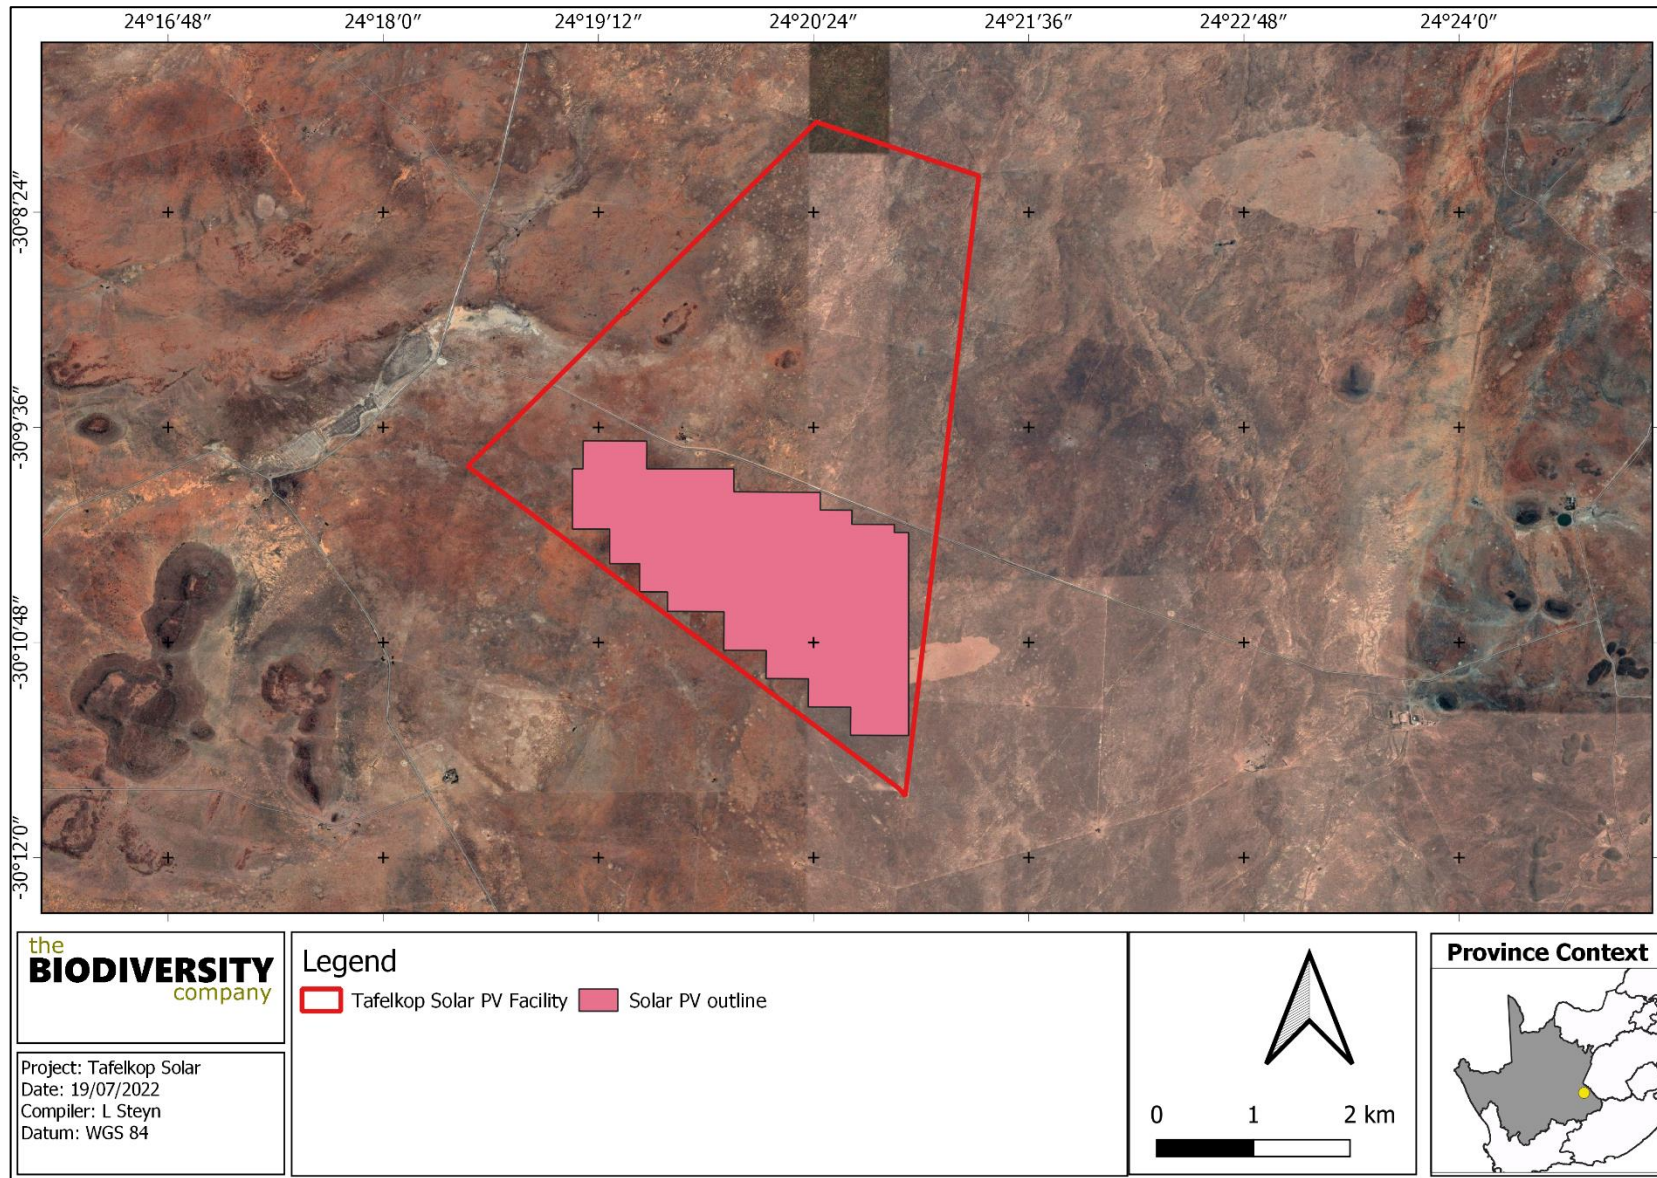 24°16′48″ 24°18′0″ 24°19′12″ 24°20′24″ 24°21′36″ 24°22′48″ 24°24′0″
-30°8′24″
-30°9′36″
-30°10′48″
-30°12′0″
the
BIODIVERSITY
company
Project: Tafelkop Solar
Date: 19/07/2022
Compiler: L Steyn
Datum: WGS 84
Legend
Tafelkop Solar PV Facility Solar PV outline
0 1 2 km
Province Context